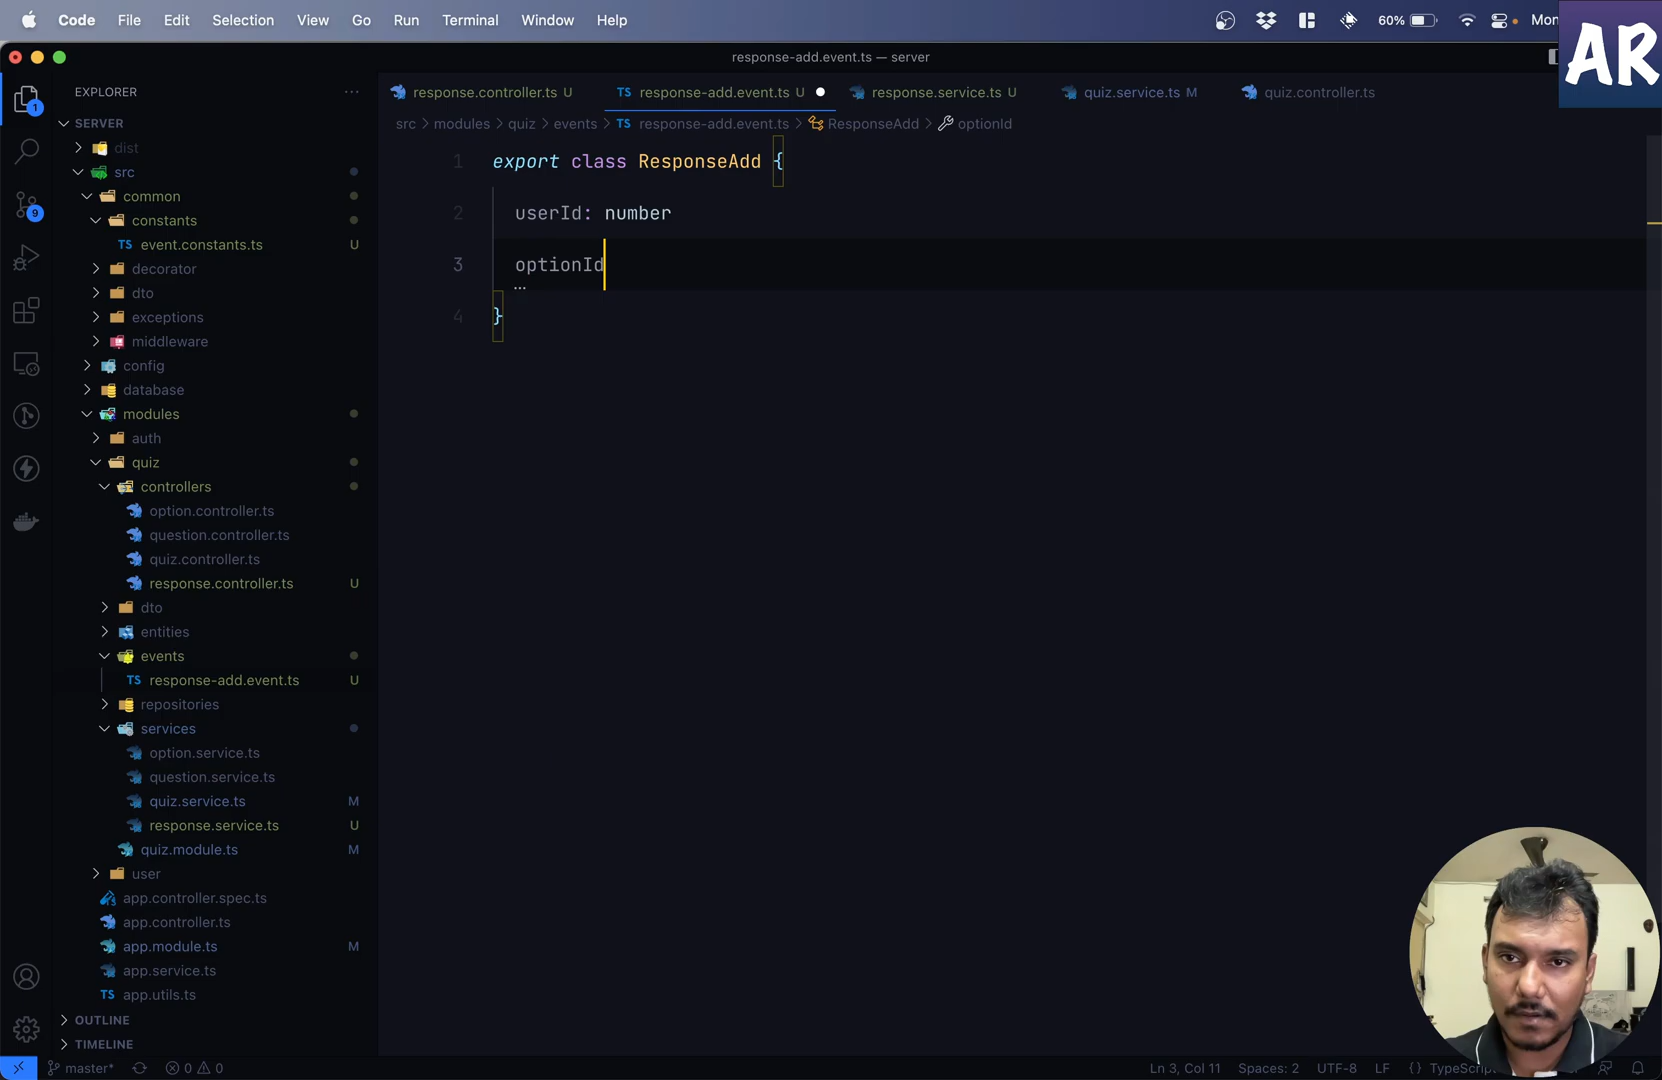 Code File Edit Selection View Go Run Terminal Window Help 60% Mon
AR
response-add.event.ts — server
EXPLORER
response.controller.ts U
response-add.event.ts U
response.service.ts U
quiz.service.ts M
quiz.controller.ts
src > modules > quiz > events > TS response-add.event.ts > ResponseAdd > optionId
1 export class ResponseAdd {
2 userId: number
3 optionId
4 }
1
9
SERVER
dist
src
common
constants
TS event.constants.ts U
decorator
dto
exceptions
middleware
config
database
modules
auth
quiz
controllers
option.controller.ts
question.controller.ts
quiz.controller.ts
response.controller.ts U
dto
entities
events
TS response-add.event.ts U
repositories
services
option.service.ts
question.service.ts
quiz.service.ts M
response.service.ts U
quiz.module.ts M
user
app.controller.spec.ts
app.controller.ts
app.module.ts M
app.service.ts
TS app.utils.ts
OUTLINE
TIMELINE
master* 0 0 Ln 3, Col 11 Spaces: 2 UTF-8 LF {}